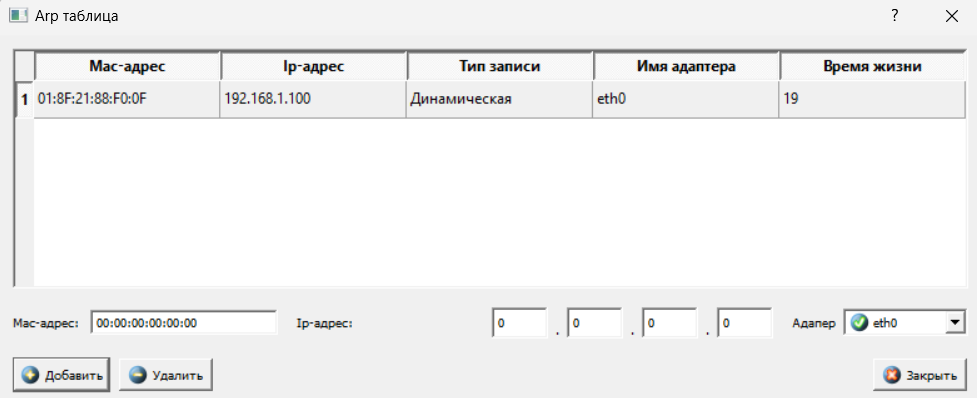 Arp таблица ?
Mac-адрес Ip-адрес Тип записи Имя адаптера Время жизни
1 01:8F:21:88:F0:0F 192.168.1.100 Динамическая eth0 19
Mac-адрес: 00:00:00:00:00:00 Ip-адрес: 0 . 0 . 0 . 0 Адапер eth0
Добавить Удалить Закрыть